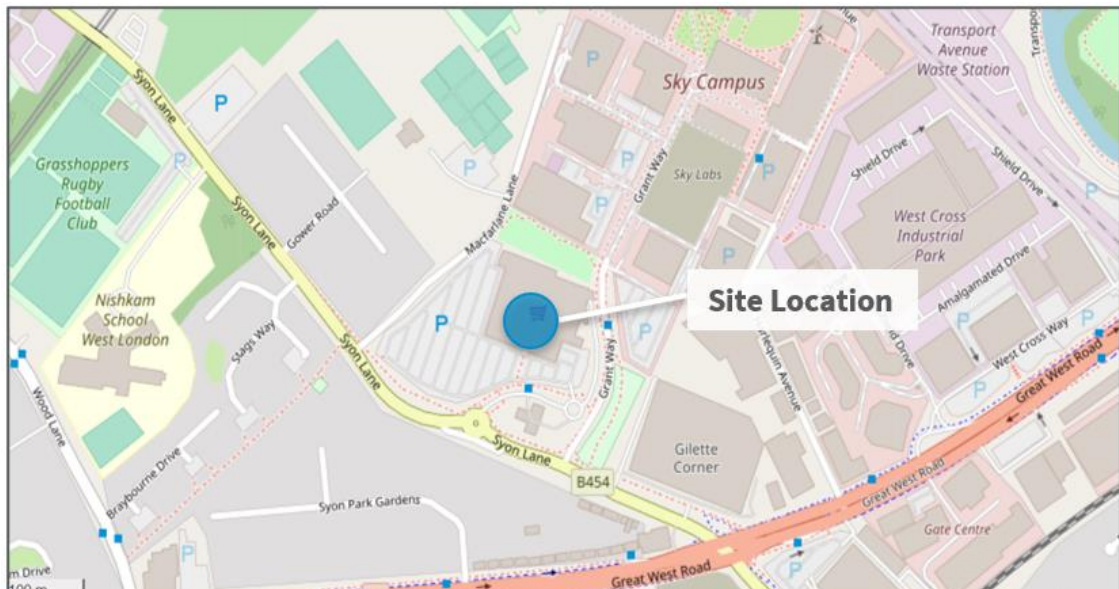 Syon Lane
P
Transport
Avenue
Waste Station
Sky Campus
P
Grasshoppers
Rugby
Football
Club
P
Syon Lane
Gower Road
Macfarlane Lane
P
Grant Way
Sky Labs
P
P
Shield Drive
Shield Drive
P
West Cross
Industrial
Park
Amalgamated Drive
Nishkam
School
West London
Stags Way
P
Syon Lane
Site Location
P
Grant Way
West Cross Way
P
Great West Road
Wood Lane
Braybourne Drive
Syon Lane
B454
Gilette
Corner
Syon Park Gardens
Great West Road
Gate Centre
P
P
Great West Road
100 m